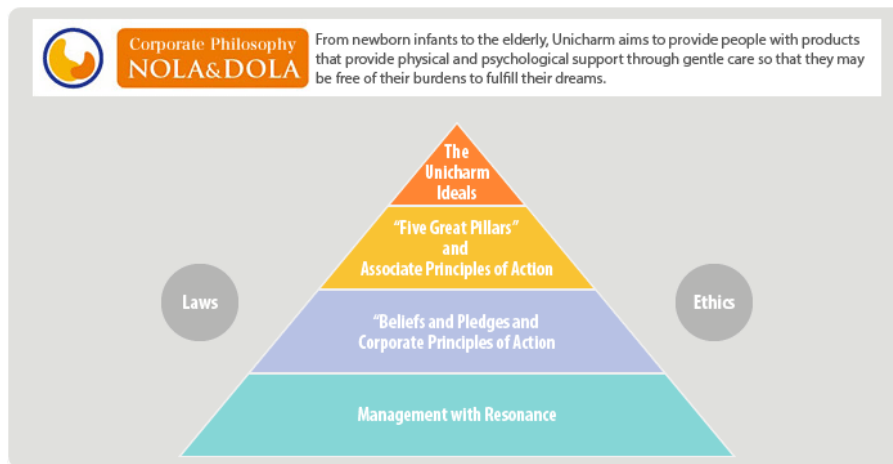 Corporate Philosophy
NOLA&DOLA
From newborn infants to the elderly, Unicharm aims to provide people with products
that provide physical and psychological support through gentle care so that they may
be free of their burdens to fulfill their dreams.
The
Unicharm
Ideals
“Five Great Pillars”
and
Associate Principles of Action
Laws
Ethics
“Beliefs and Pledges and
Corporate Principles of Action
Management with Resonance